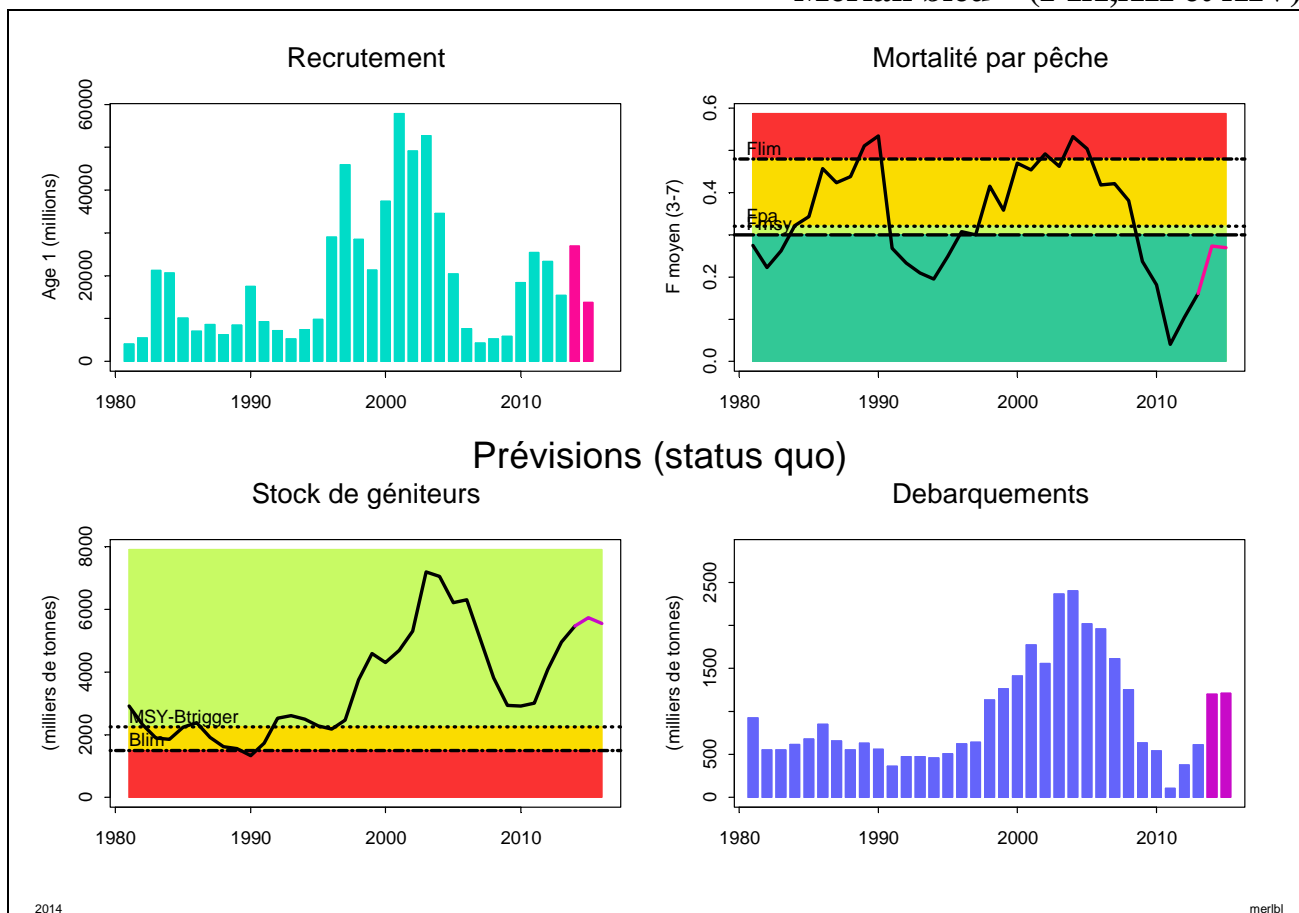 Recrutement
Age 1 (millions)
60000
40000
20000
0
1980
1990
2000
2010
Mortalité par pêche
F moyen (3-7)
0.6
0.4
0.2
0.0
Flim
Fpa
Fmsy
1980
1990
2000
2010
Prévisions (status quo)
Stock de géniteurs
(milliers de tonnes)
8000
6000
4000
2000
0
MSY-Btrigger
Blim
1980
1990
2000
2010
Debarquements
(milliers de tonnes)
2500
1500
500
0
1980
1990
2000
2010
2014
merlbl